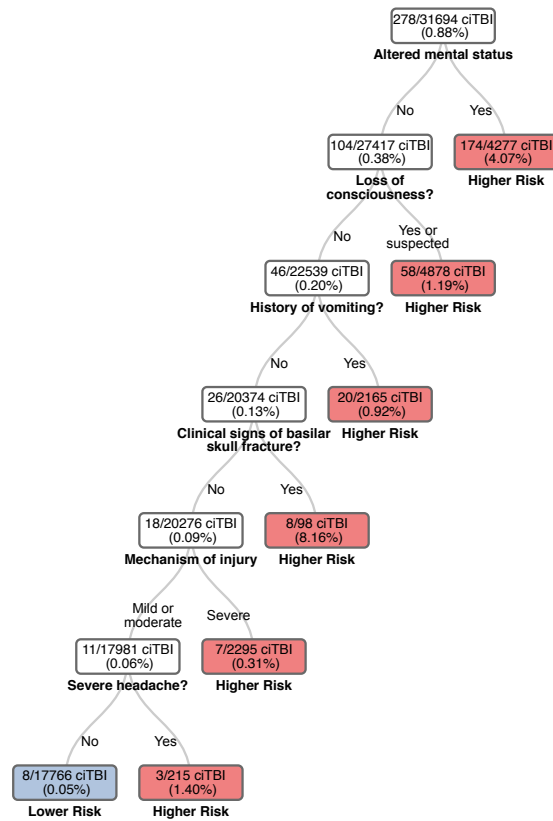 278/31694 ciTBI
(0.88%)
Altered mental status
No
Yes
104/27417 ciTBI
(0.38%)
Loss of
consciousness?
174/4277 ciTBI
(4.07%)
Higher Risk
No
Yes or
suspected
46/22539 ciTBI
(0.20%)
History of vomiting?
58/4878 ciTBI
(1.19%)
Higher Risk
No
Yes
26/20374 ciTBI
(0.13%)
Clinical signs of basilar
skull fracture?
20/2165 ciTBI
(0.92%)
Higher Risk
No
Yes
18/20276 ciTBI
(0.09%)
Mechanism of injury
8/98 ciTBI
(8.16%)
Higher Risk
Mild or
moderate
Severe
11/17981 ciTBI
(0.06%)
Severe headache?
7/2295 ciTBI
(0.31%)
Higher Risk
No
Yes
8/17766 ciTBI
(0.05%)
Lower Risk
3/215 ciTBI
(1.40%)
Higher Risk